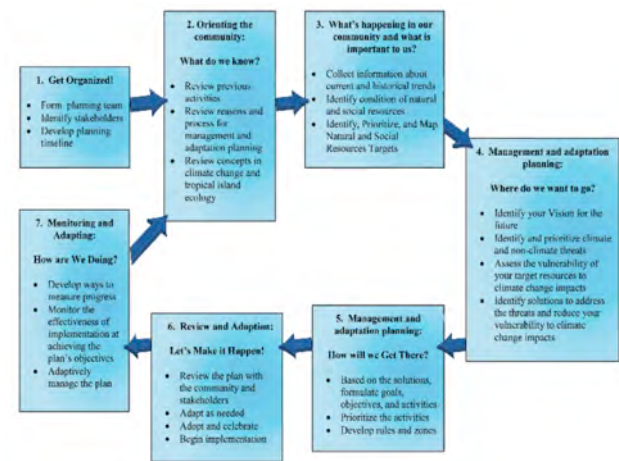 1. Get Organized!
• Form planning team
• Identify stakeholders
• Develop planning
timeline
2. Orienting the
community:
What do we know?
• Review previous
activities
• Review reasons and
process for
management and
adaptation planning
• Review concepts in
climate change and
tropical island
ecology
3. What's happening in our
community and what is
important to us?
• Collect information about
current and historical trends
• Identify condition of natural
and social resources
• Identify, Prioritize, and Map
Natural and Social
Resources Targets
4. Management and adaptation
planning:
Where do we want to go?
• Identify your Vision for the
future
• Identify and prioritize climate
and non-climate threats
• Assess the vulnerability of
your target resources to
climate change impacts
• Identify solutions to address
the threats and reduce your
vulnerability to climate
change impacts
5. Management and
adaptation planning:
How will we Get There?
• Based on the solutions,
formulate goals,
objectives, and activities
• Prioritize the activities
• Develop rules and zones
6. Review and Adoption:
Let's Make it Happen!
• Review the plan with
the community and
stakeholders
• Adapt as needed
• Adopt and celebrate
• Begin implementation
7. Monitoring and
Adapting:
How are We Doing?
• Develop ways to
measure progress
• Monitor the
effectiveness of
implementation at
achieving the
plan's objectives
• Adaptively
manage the plan